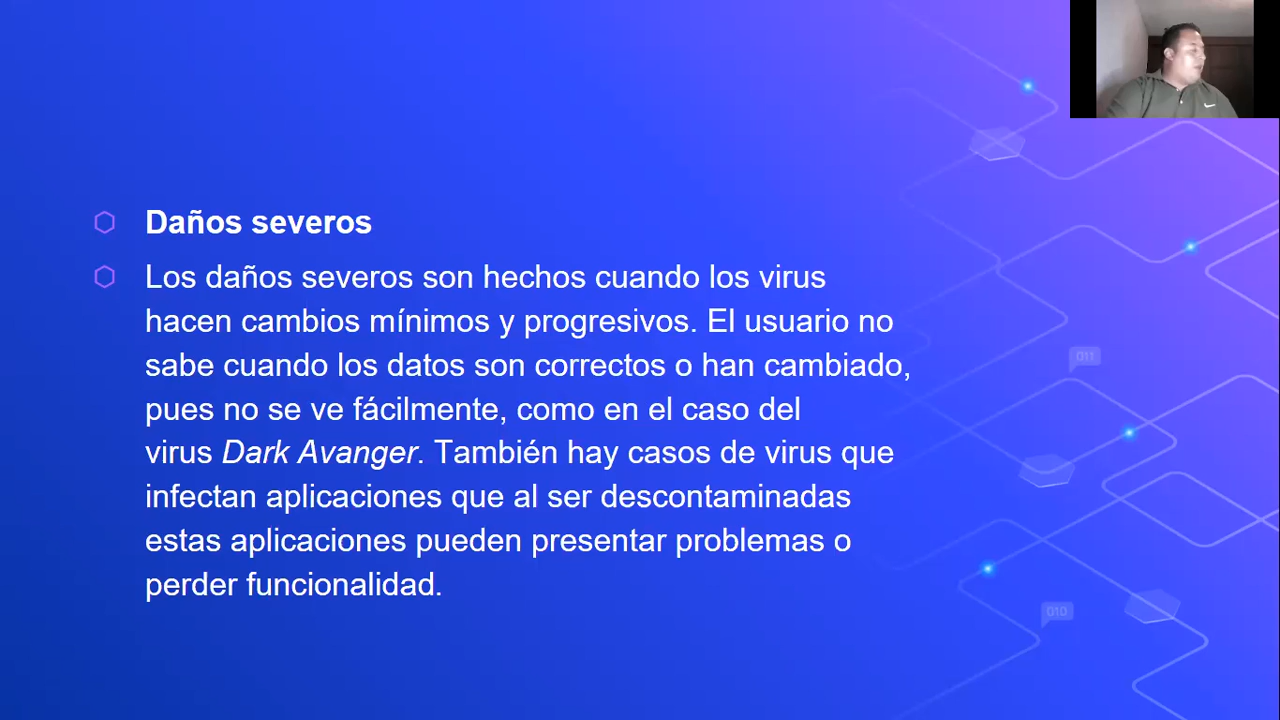 Daños severos
Los daños severos son hechos cuando los virus
hacen cambios mínimos y progresivos. El usuario no
sabe cuando los datos son correctos o han cambiado,
pues no se ve fácilmente, como en el caso del
virus Dark Avanger. También hay casos de virus que
infectan aplicaciones que al ser descontaminadas
estas aplicaciones pueden presentar problemas o
perder funcionalidad.
011
010